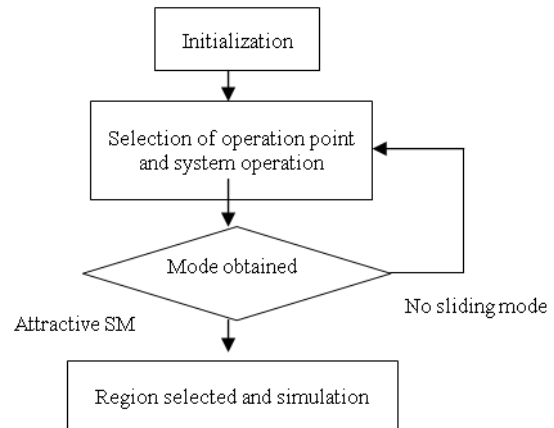 Initialization
Selection of operation point
and system operation
Mode obtained
No sliding mode
Attractive SM
Region selected and simulation